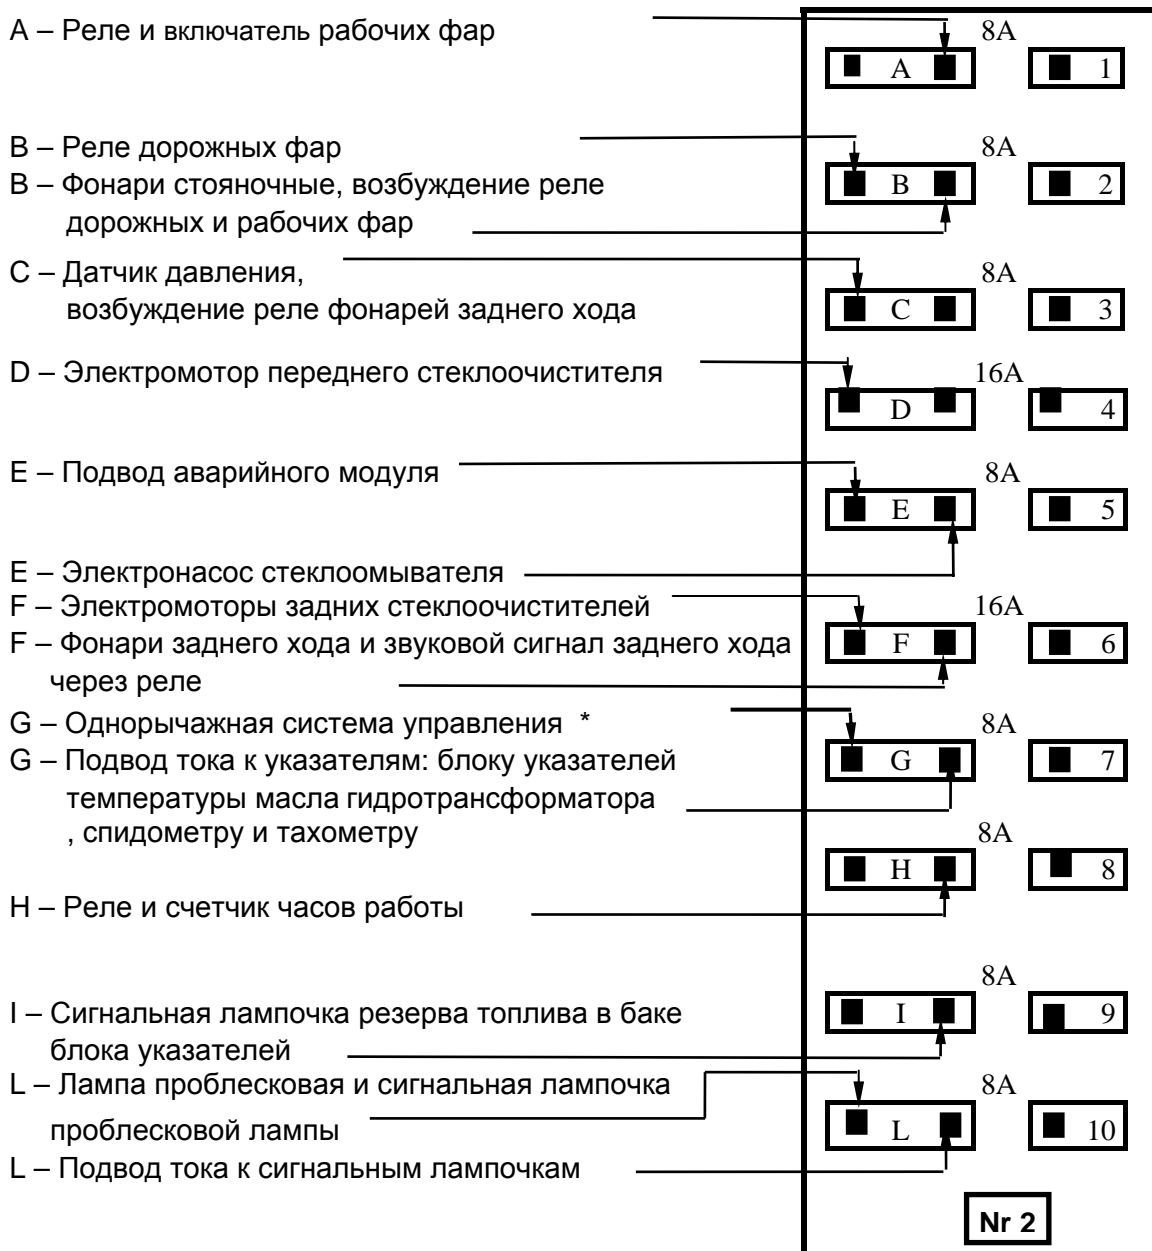 A – Реле и включатель рабочих фар
8A
A 1
B – Реле дорожных фар
8A
B – Фонари стояночные, возбуждение реле
B 2
дорожных и рабочих фар
C – Датчик давления,
8A
возбуждение реле фонарей заднего хода
C 3
D – Электромотор переднего стеклоочистителя
16A
D 4
E – Подвод аварийного модуля
8A
E 5
E – Электронасос стеклоомывателя
F – Электромоторы задних стеклоочистителей
16A
F – Фонари заднего хода и звуковой сигнал заднего хода
F 6
через реле
G – Однорычажная система управления *
8A
G – Подвод тока к указателям: блоку указателей
G 7
температуры масла гидротрансформатора
, спидометру и тахометру
8A
H 8
H – Реле и счетчик часов работы
8A
I – Сигнальная лампочка резерва топлива в баке
I 9
блока указателей
L – Лампа проблесковая и сигнальная лампочка
8A
проблесковой лампы
L 10
L – Подвод тока к сигнальным лампочкам
Nr 2